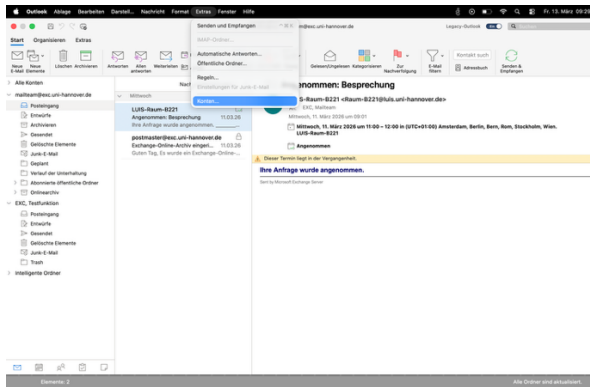 Outlook Ablage Bearbeiten Darstell... Nachricht Format Extras Fenster Hilfe
Fr. 13. März 09:20
Start Organisieren Extras
Legacy-Outlook
Neue E-Mail
Neue Elemente
Löschen
Archivieren
Antworten
Allen antworten
Weiterleiten
Gelesen/Ungelesen
Kategorisieren
Zur Nachverfolgung
E-Mail filtern
Kontakt such
Adressbuch
Senden & Empfangen
Senden und Empfangen
IMAP-Ordner...
Automatische Antworten...
Öffentliche Ordner...
Regeln...
Einstellungen für Junk-E-Mail
Konten...
Alle Konten
mailteam@exc.uni-hannover.de
Posteingang
Entwürfe
Archivieren
Gesendet
Gelöschte Elemente
Junk-E-Mail
Geplant
Verlauf der Unterhaltung
Abonnierte öffentliche Ordner
Onlinearchiv
EXC, Testfunktion
Posteingang
Entwürfe
Gesendet
Gelöschte Elemente
Junk-E-Mail
Trash
Intelligente Ordner
Mittwoch
LUIS-Raum-B221
Angenommen: Besprechung 11.03.26
Ihre Anfrage wurde angenommen.
postmaster@exc.uni-hannover.de
Exchange-Online-Archiv eingeri... 11.03.26
Guten Tag, Es wurde ein Exchange-Online-...
enommen: Besprechung
S-Raum-B221 <Raum-B221@luis.uni-hannover.de>
EXC, Mailteam
Mittwoch, 11. März 2026 um 09:01
Mittwoch, 11. März 2026 um 11:00 – 12:00 in (UTC+01:00) Amsterdam, Berlin, Bern, Rom, Stockholm, Wien.
LUIS-Raum-B221
Angenommen
Dieser Termin liegt in der Vergangenheit.
Ihre Anfrage wurde angenommen.
Sent by Microsoft Exchange Server
Elemente: 2
Alle Ordner sind aktualisiert.